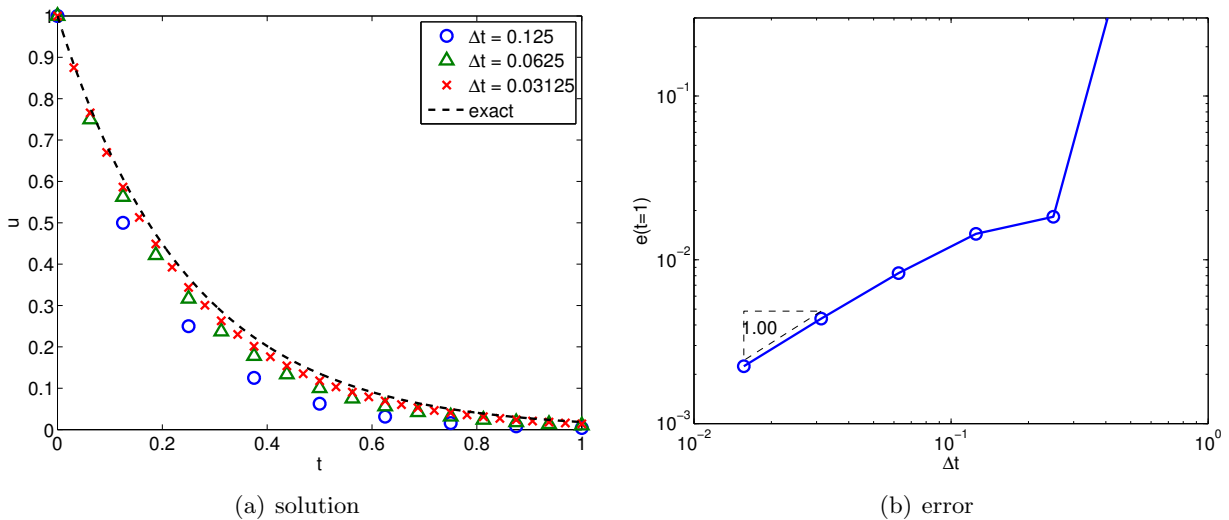 1
0.9
0.8
0.7
0.6
0.5
0.4
0.3
0.2
0.1
0
u
0
0.2
0.4
0.6
0.8
1
t
Δt = 0.125
Δt = 0.0625
Δt = 0.03125
exact
(a) solution
10⁻¹
10⁻²
10⁻³
e(t=1)
1.00
10⁻²
10⁻¹
10⁰
Δt
(b) error